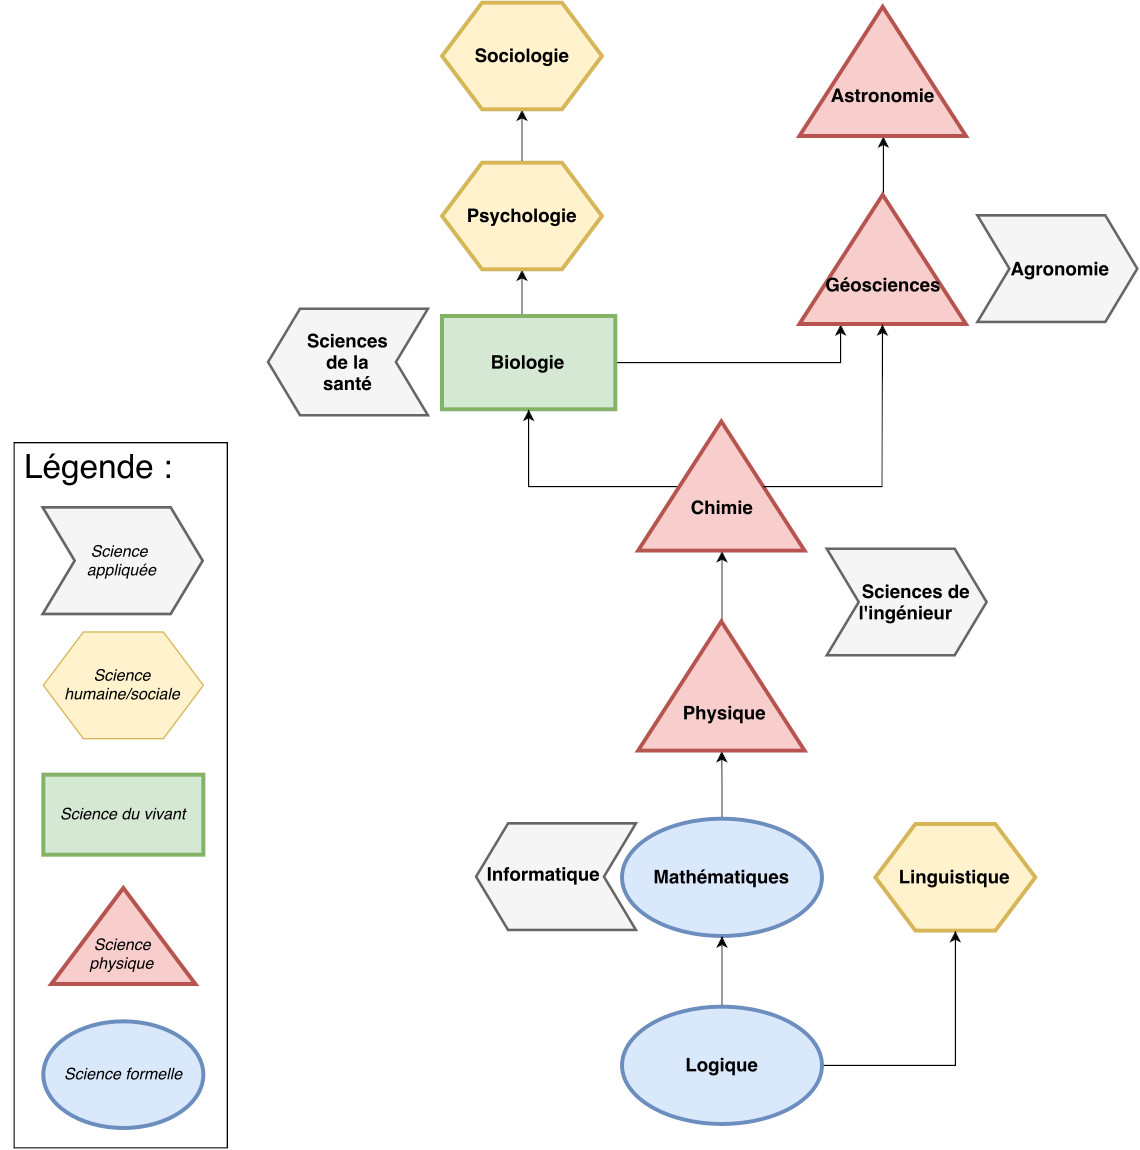 Sociologie
Astronomie
Psychologie
Géosciences
Agronomie
Sciences
de la
santé
Biologie
Chimie
Sciences de
l'ingénieur
Physique
Informatique
Mathématiques
Linguistique
Logique
Légende :
Science
appliquée
Science
humaine/sociale
Science du vivant
Science
physique
Science formelle